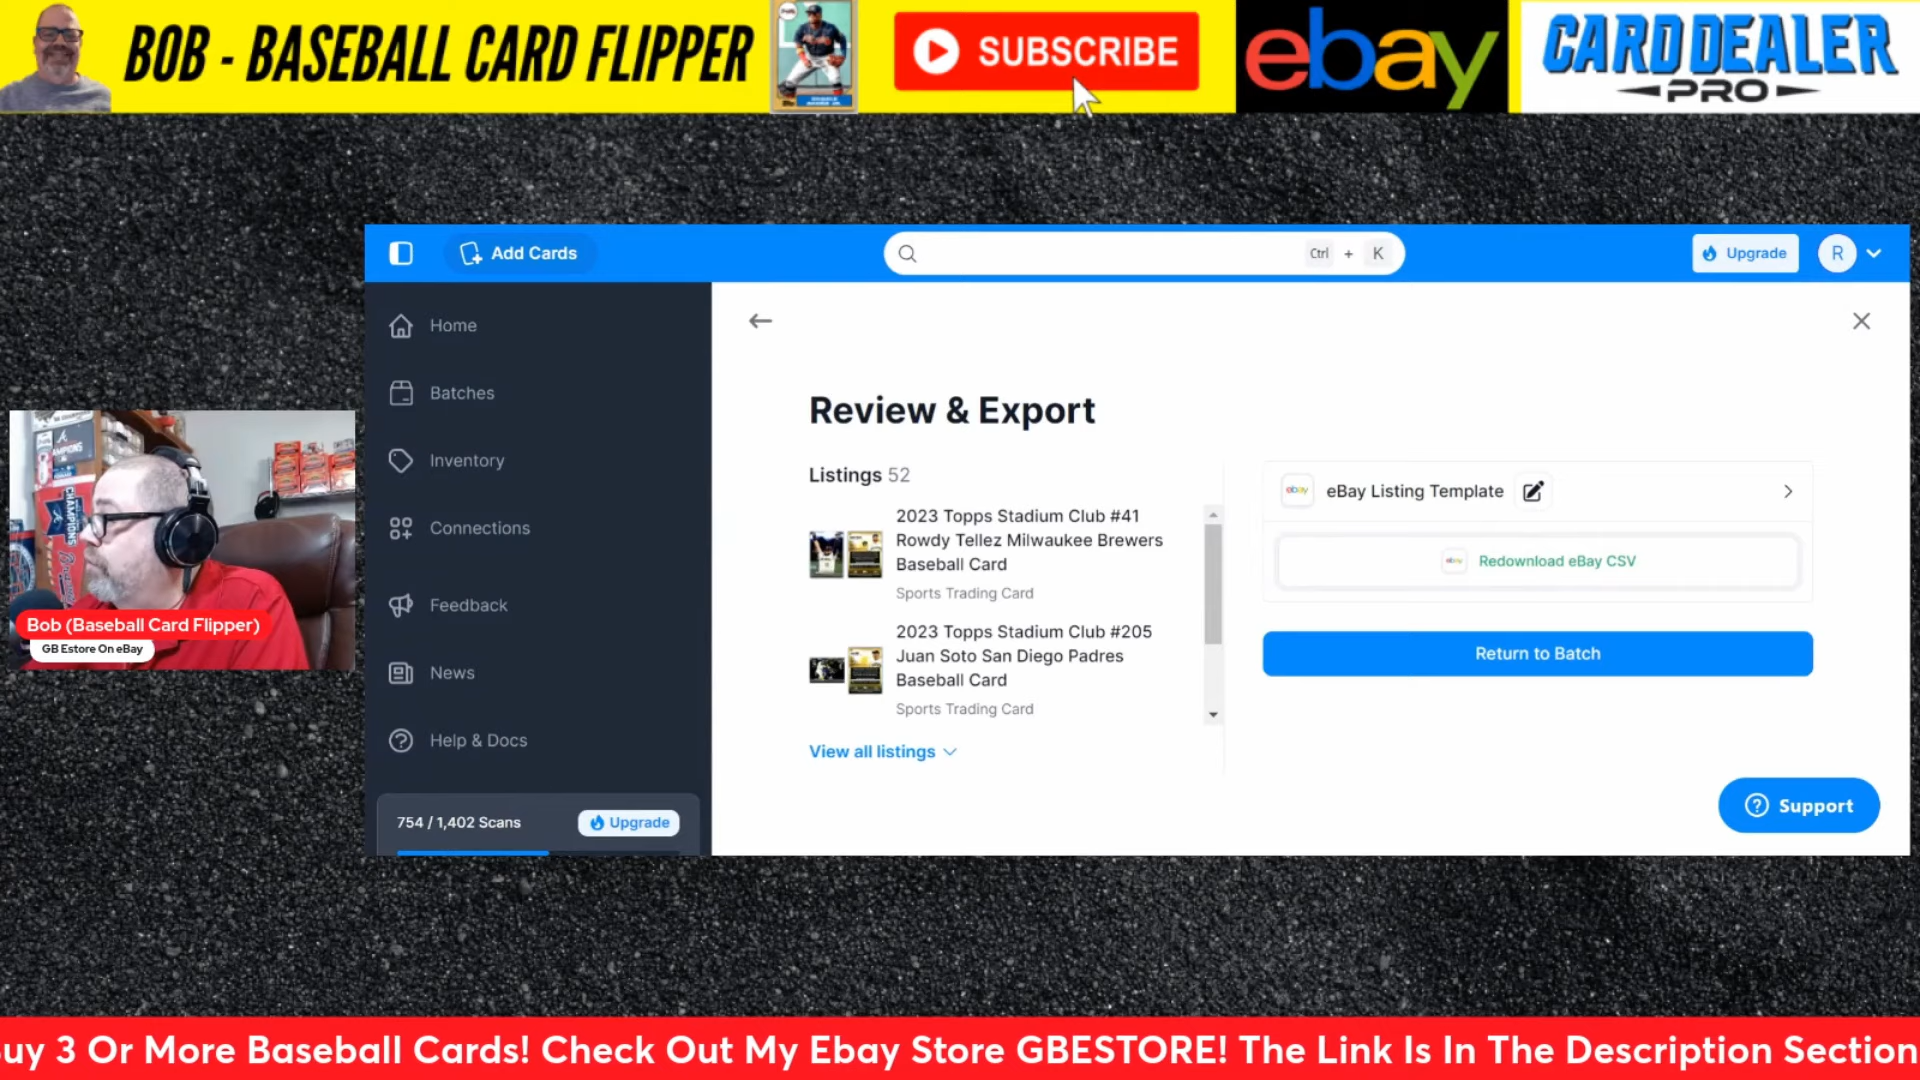 BOB - BASEBALL CARD FLIPPER
SUBSCRIBE
ebay
CARD DEALER
PRO
Add Cards
Ctrl + K
Upgrade
R
Home
Batches
Inventory
Connections
Feedback
News
Help & Docs
754 / 1,402 Scans
Upgrade
Review & Export
Listings 52
2023 Topps Stadium Club #41
Rowdy Tellez Milwaukee Brewers
Baseball Card
Sports Trading Card
2023 Topps Stadium Club #205
Juan Soto San Diego Padres
Baseball Card
Sports Trading Card
View all listings
ebay
eBay Listing Template
ebay
Redownload eBay CSV
Return to Batch
Support
CHAMPIONS
Bob (Baseball Card Flipper)
GB Estore On eBay
uy 3 Or More Baseball Cards! Check Out My Ebay Store GBESTORE! The Link Is In The Description Section